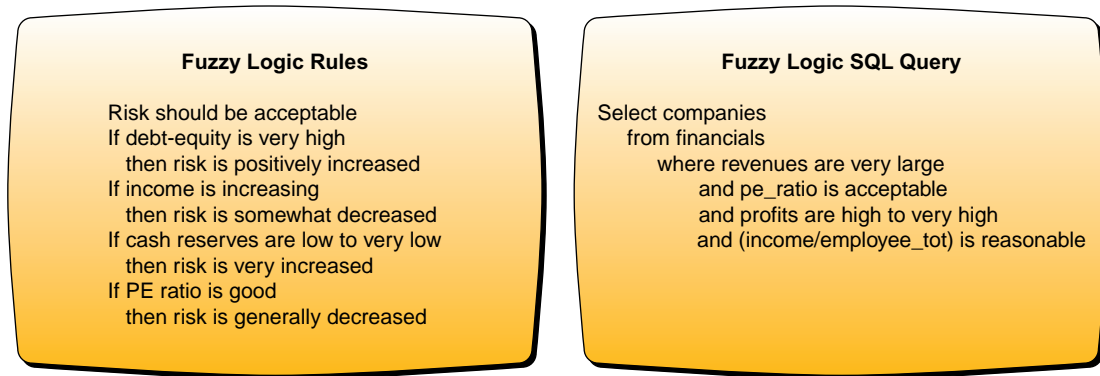 Fuzzy Logic Rules
Risk should be acceptable
If debt-equity is very high
then risk is positively increased
If income is increasing
then risk is somewhat decreased
If cash reserves are low to very low
then risk is very increased
If PE ratio is good
then risk is generally decreased
Fuzzy Logic SQL Query
Select companies
from financials
where revenues are very large
and pe_ratio is acceptable
and profits are high to very high
and (income/employee_tot) is reasonable